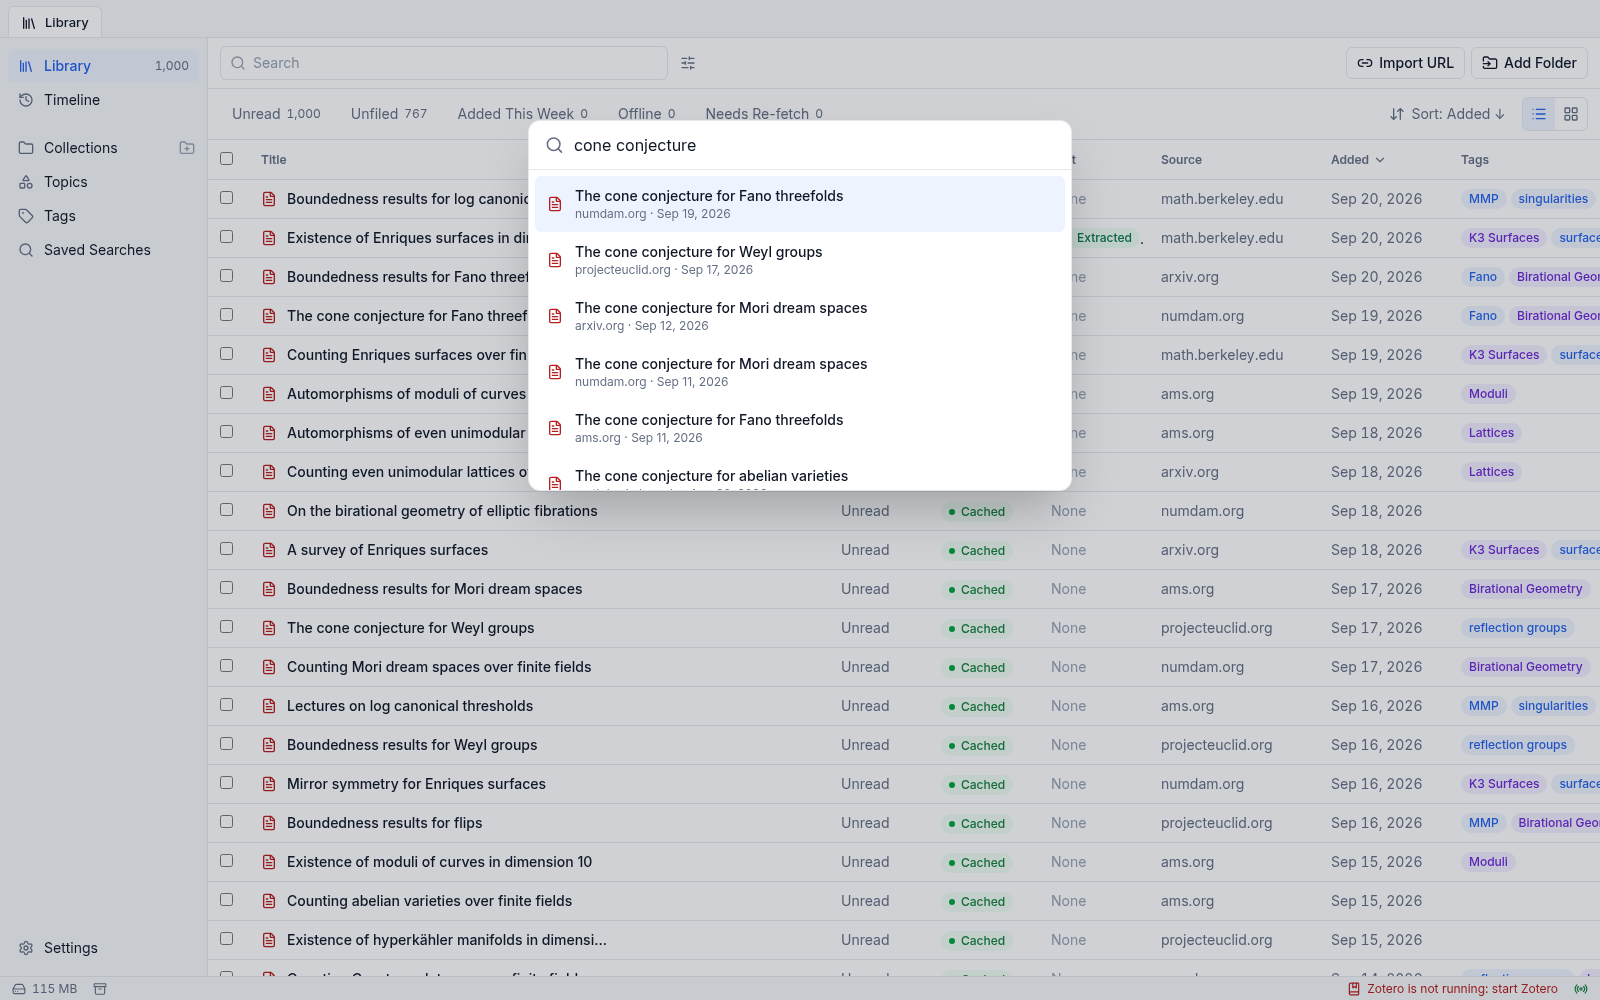 Library
Library 1,000
Timeline
Collections
Topics
Tags
Saved Searches
Settings
Search
Import URL
Add Folder
Unread 1,000 Unfiled 767 Added This Week 0 Offline 0 Needs Re-fetch 0 Sort: Added
cone conjecture
The cone conjecture for Fano threefolds
numdam.org · Sep 19, 2026
The cone conjecture for Weyl groups
projecteuclid.org · Sep 17, 2026
The cone conjecture for Mori dream spaces
arxiv.org · Sep 12, 2026
The cone conjecture for Mori dream spaces
numdam.org · Sep 11, 2026
The cone conjecture for Fano threefolds
ams.org · Sep 11, 2026
The cone conjecture for abelian varieties
Title Source Added Tags
Boundedness results for log math.berkeley.edu Sep 20, 2026 MMP singularities
Existence of Enriques surfaces in Extracted math.berkeley.edu Sep 20, 2026 K3 Surfaces
Boundedness results for Fano arxiv.org Sep 20, 2026 Fano Birational
The cone conjecture for Fano numdam.org Sep 19, 2026 Fano Birational
Counting Enriques surfaces over math.berkeley.edu Sep 19, 2026 K3 Surfaces
Automorphisms of moduli of curves ams.org Sep 19, 2026 Moduli
Automorphisms of even unimodular ams.org Sep 18, 2026 Lattices
Counting even unimodular lattices arxiv.org Sep 18, 2026 Lattices
On the birational geometry of elliptic fibrations Unread Cached None numdam.org Sep 18, 2026
A survey of Enriques surfaces Unread Cached None arxiv.org Sep 18, 2026 K3 Surfaces
Boundedness results for Mori dream spaces Unread Cached None ams.org Sep 17, 2026 Birational Geometry
The cone conjecture for Weyl groups Unread Cached None projecteuclid.org Sep 17, 2026 reflection groups
Counting Mori dream spaces over finite fields Unread Cached None numdam.org Sep 17, 2026 Birational Geometry
Lectures on log canonical thresholds Unread Cached None ams.org Sep 16, 2026 MMP singularities
Boundedness results for Weyl groups Unread Cached None projecteuclid.org Sep 16, 2026 reflection groups
Mirror symmetry for Enriques surfaces Unread Cached None numdam.org Sep 16, 2026 K3 Surfaces
Boundedness results for flips Unread Cached None projecteuclid.org Sep 16, 2026 MMP Birational
Existence of moduli of curves in dimension 10 Unread Cached None ams.org Sep 15, 2026 Moduli
Counting abelian varieties over finite fields Unread Cached None ams.org Sep 15, 2026
Existence of hyperkähler manifolds in dimensi... Unread Cached None projecteuclid.org Sep 15, 2026
115 MB
Zotero is not running: start Zotero